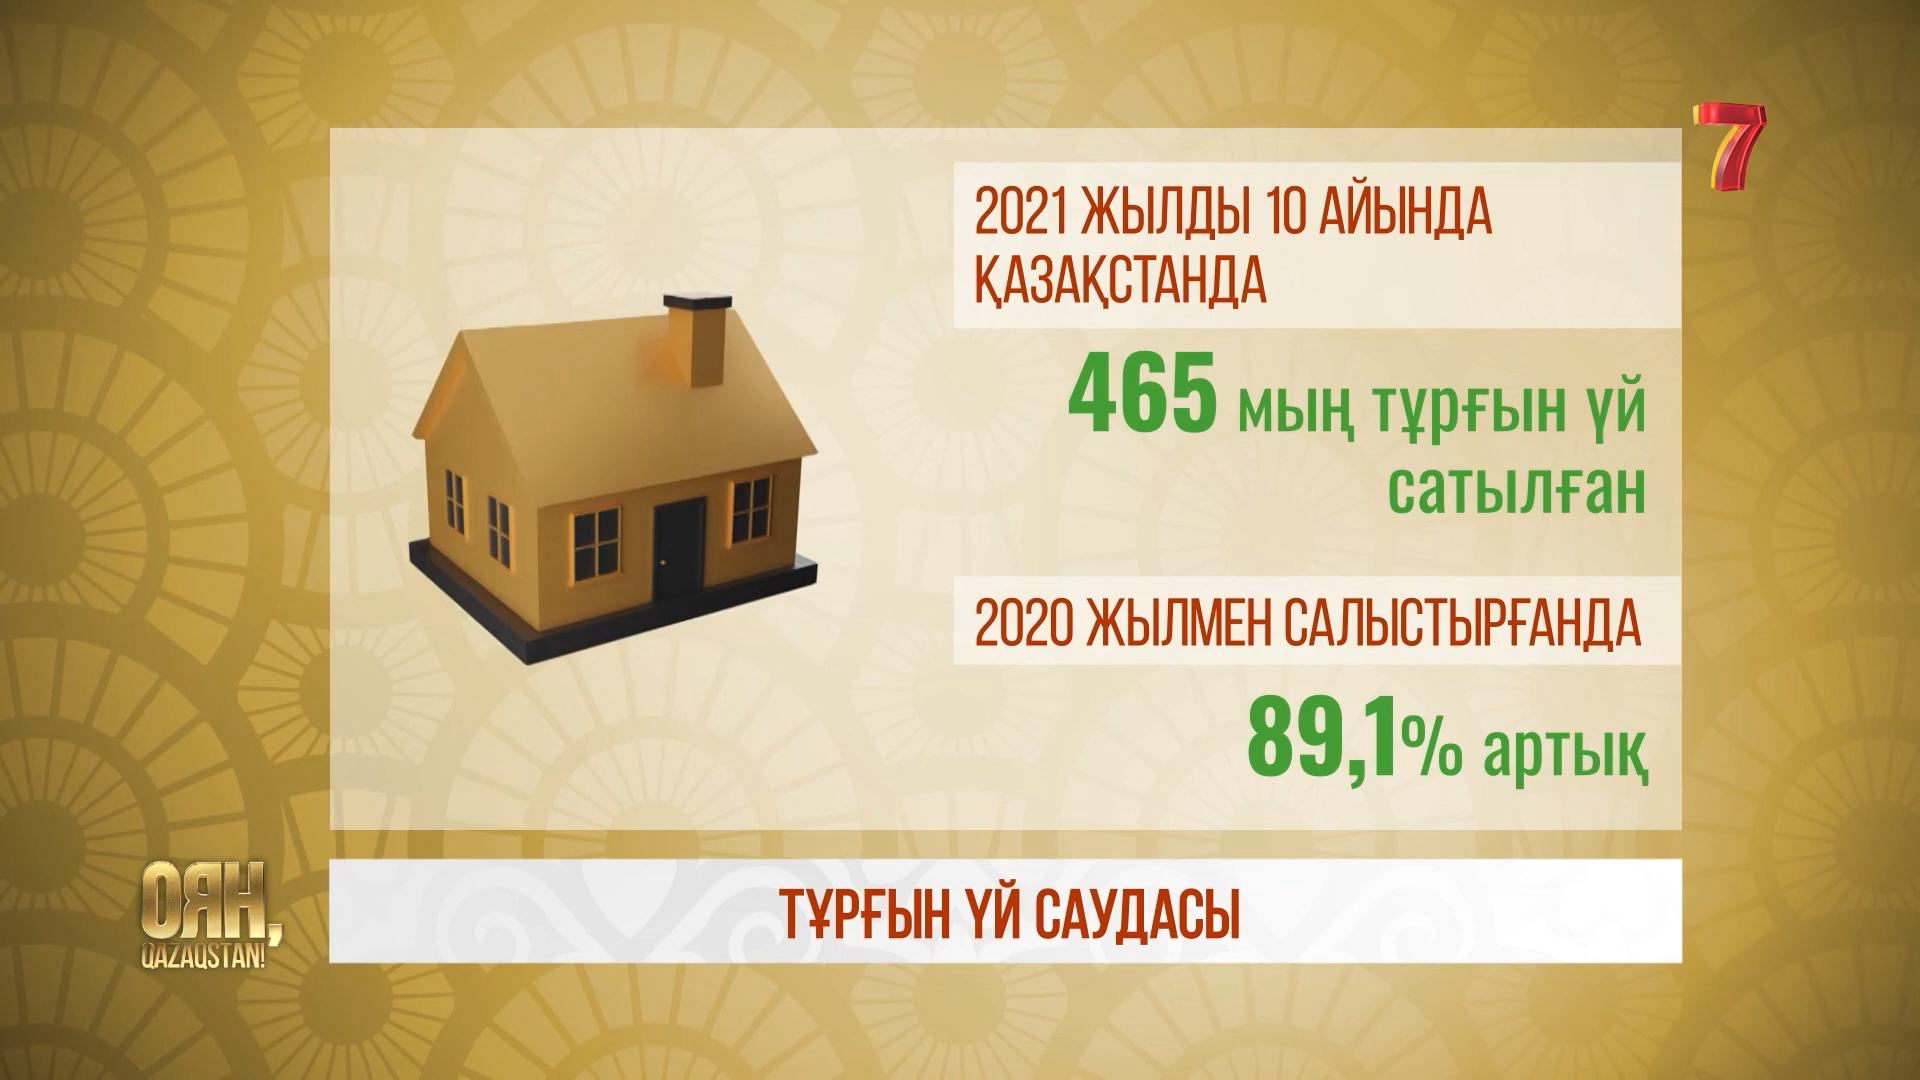 7
2021 ЖЫЛДЫ 10 АЙЫНДА
ҚАЗАҚСТАНДА
465 мың тұрғын үй
сатылған
2020 ЖЫЛМЕН САЛЫСТЫРҒАНДА
89,1% артық
ТҰРҒЫН ҮЙ САУДАСЫ
ОЯН,
QAZAQSTAN!